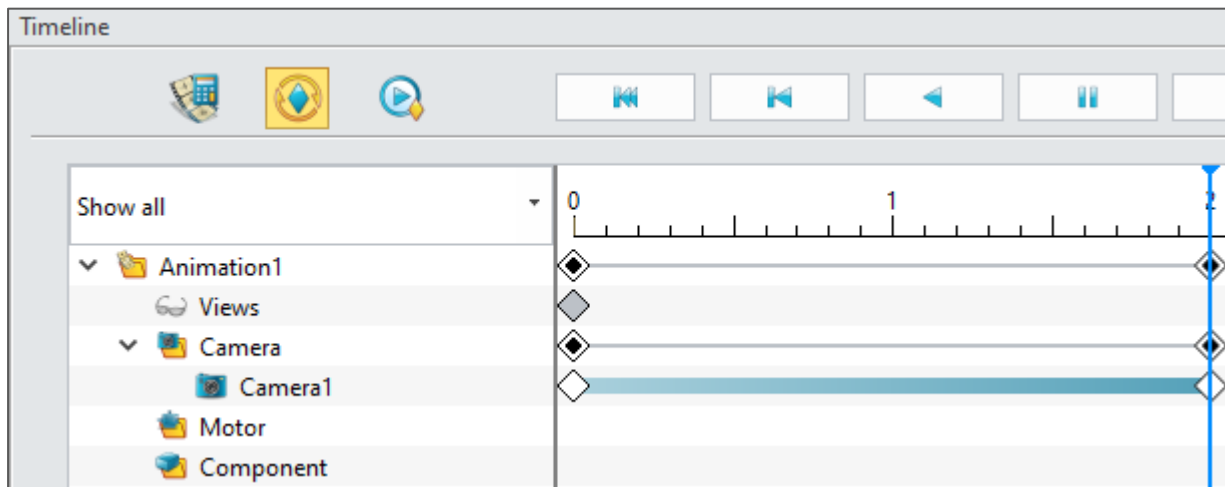 Timeline
Show all
0 1 2
Animation1
Views
Camera
Camera1
Motor
Component